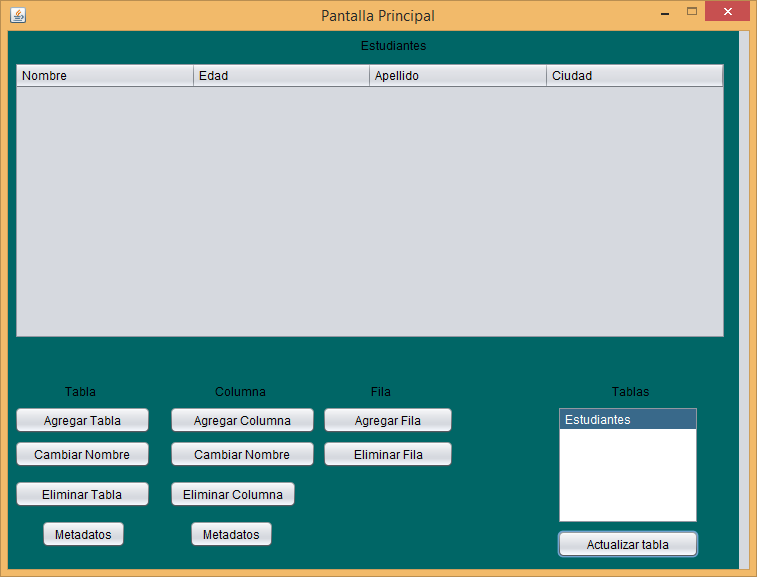 Pantalla Principal
Estudiantes
Nombre Edad Apellido Ciudad
Tabla Columna Fila Tablas
Agregar Tabla Agregar Columna Agregar Fila Estudiantes
Cambiar Nombre Cambiar Nombre Eliminar Fila
Eliminar Tabla Eliminar Columna
Metadatos Metadatos Actualizar tabla